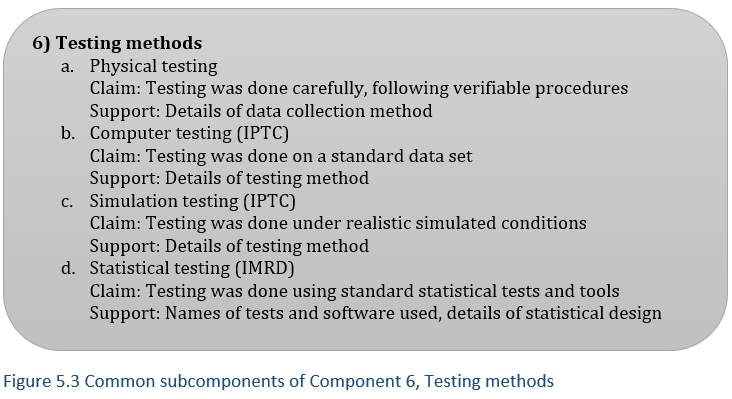 6) Testing methods
a. Physical testing
Claim: Testing was done carefully, following verifiable procedures
Support: Details of data collection method
b. Computer testing (IPTC)
Claim: Testing was done on a standard data set
Support: Details of testing method
c. Simulation testing (IPTC)
Claim: Testing was done under realistic simulated conditions
Support: Details of testing method
d. Statistical testing (IMRD)
Claim: Testing was done using standard statistical tests and tools
Support: Names of tests and software used, details of statistical design
Figure 5.3 Common subcomponents of Component 6, Testing methods